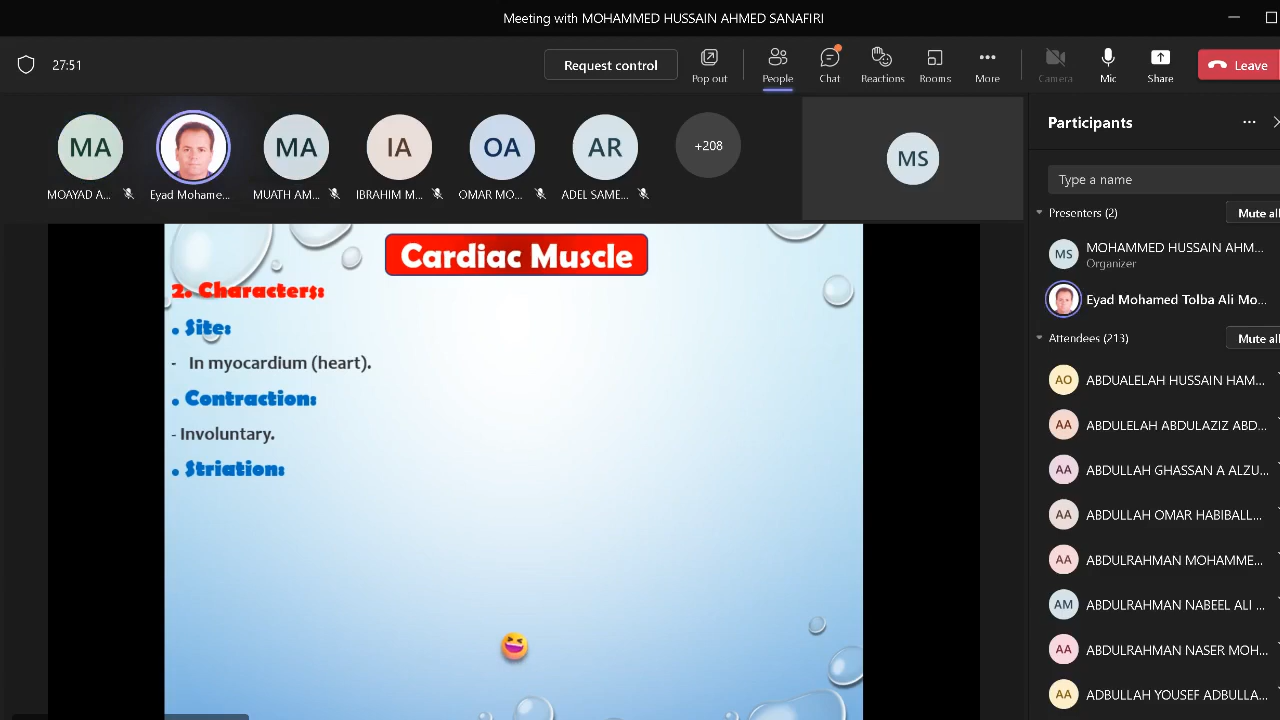 Meeting with MOHAMMED HUSSAIN AHMED SANAFIRI
27:51
Request control
Pop out
People
Chat
Reactions
Rooms
More
Camera
Mic
Share
Leave
MA
MA
IA
OA
AR
+208
MS
MOAYAD A...
Eyad Mohame...
MUATH AM...
IBRAHIM M...
OMAR MO...
ADEL SAME...
Participants
...
Type a name
Presenters (2)
Mute all
MS
MOHAMMED HUSSAIN AHM...
Organizer
Eyad Mohamed Tolba Ali Mo...
Attendees (213)
Mute all
AO ABDUALELAH HUSSAIN HAM...
AA ABDULELAH ABDULAZIZ ABD...
AA ABDULLAH GHASSAN A ALZU...
AA ABDULLAH OMAR HABIBALL...
AA ABDULRAHMAN MOHAMME...
AM ABDULRAHMAN NABEEL ALI ...
AA ABDULRAHMAN NASER MOH...
AA ADBULLAH YOUSEF ADBULLA...
Cardiac Muscle
2. Characters:
• Site:
- In myocardium (heart).
• Contraction:
- Involuntary.
• Striation: